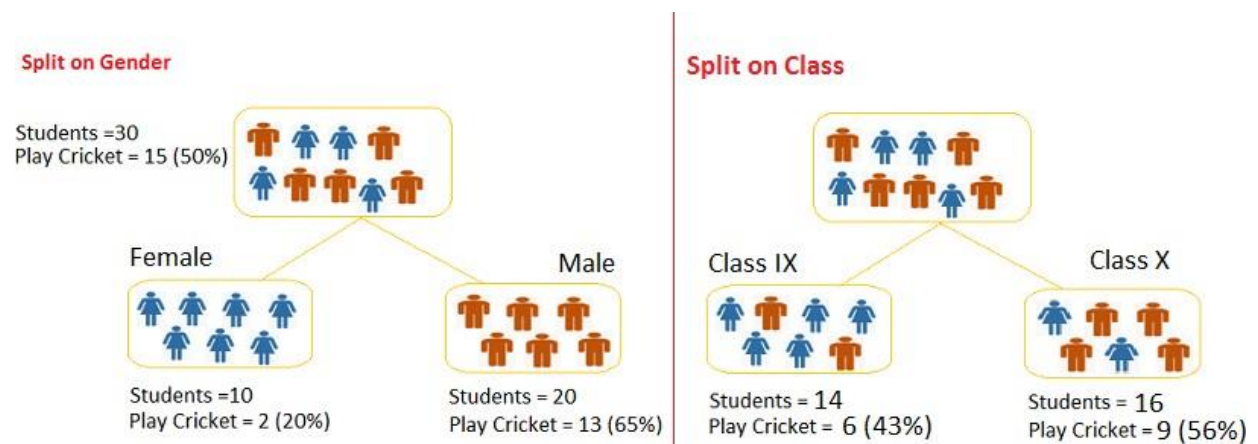 Split on Gender
Students =30
Play Cricket = 15 (50%)
Female
Male
Students =10
Play Cricket = 2 (20%)
Students = 20
Play Cricket = 13 (65%)
Split on Class
Class IX
Class X
Students = 14
Play Cricket = 6 (43%)
Students = 16
Play Cricket = 9 (56%)